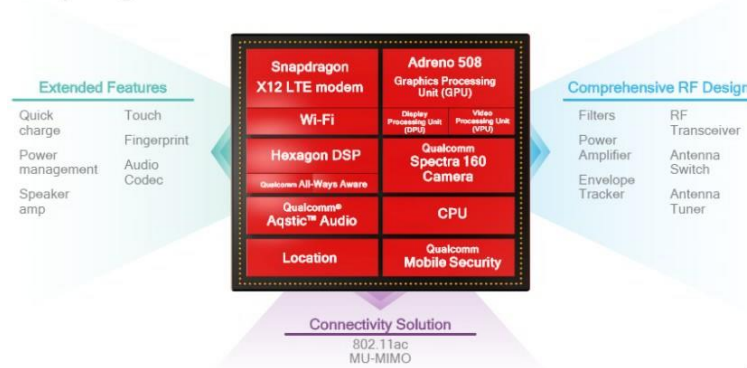 Extended Features
Quick
charge
Power
management
Speaker
amp
Touch
Fingerprint
Audio
Codec
Snapdragon
X12 LTE modem
Wi-Fi
Hexagon DSP
Qualcomm All-Ways Aware
Qualcomm®
Aqstic™ Audio
Location
Adreno 508
Graphics Processing
Unit (GPU)
Display
Processing Unit
(DPU)
Video
Processing Unit
(VPU)
Qualcomm
Spectra 160
Camera
CPU
Qualcomm
Mobile Security
Comprehensive RF Design
Filters
Power
Amplifier
Envelope
Tracker
RF
Transceiver
Antenna
Switch
Antenna
Tuner
Connectivity Solution
802.11ac
MU-MIMO